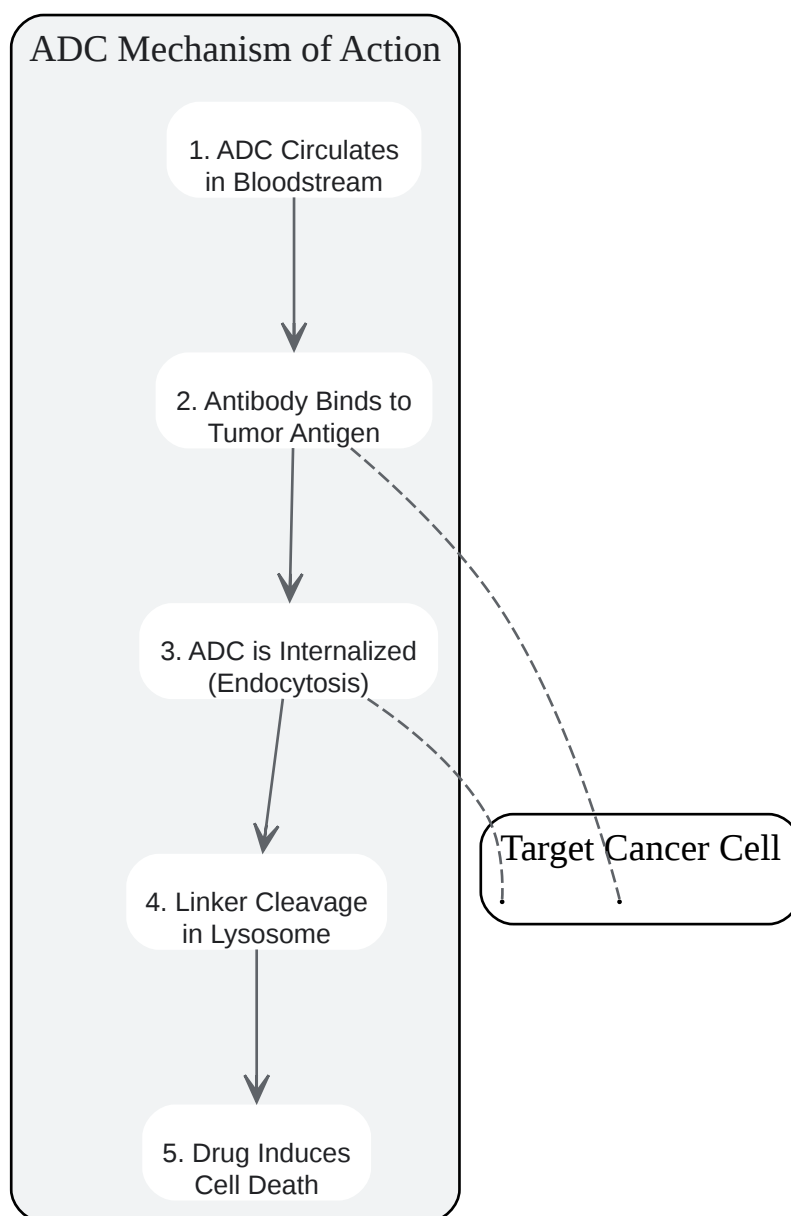 ADC Mechanism of Action
1. ADC Circulates
in Bloodstream
2. Antibody Binds to
Tumor Antigen
3. ADC is Internalized
(Endocytosis)
Target Cancer Cell
4. Linker Cleavage
in Lysosome
5. Drug Induces
Cell Death